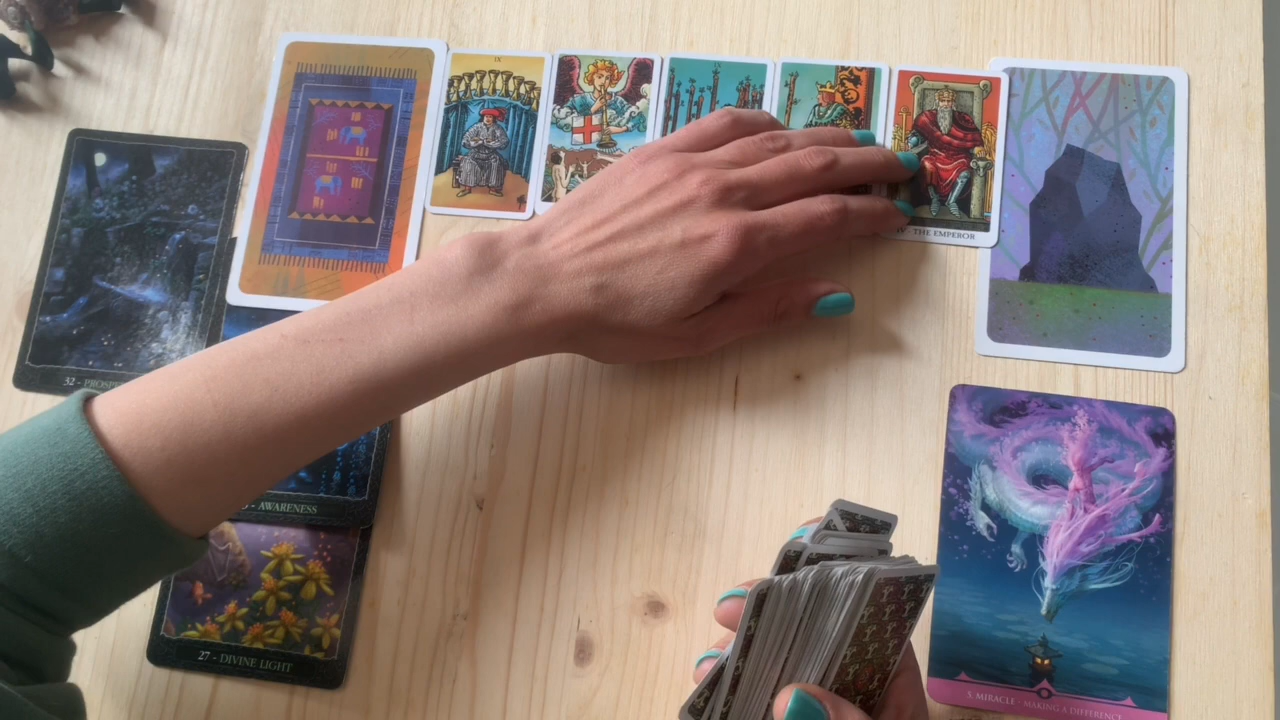 IX
IV · THE EMPEROR
32 - PROSP
- AWARENESS
27 - DIVINE LIGHT
5. MIRACLE - MAKING A DIFFERENCE